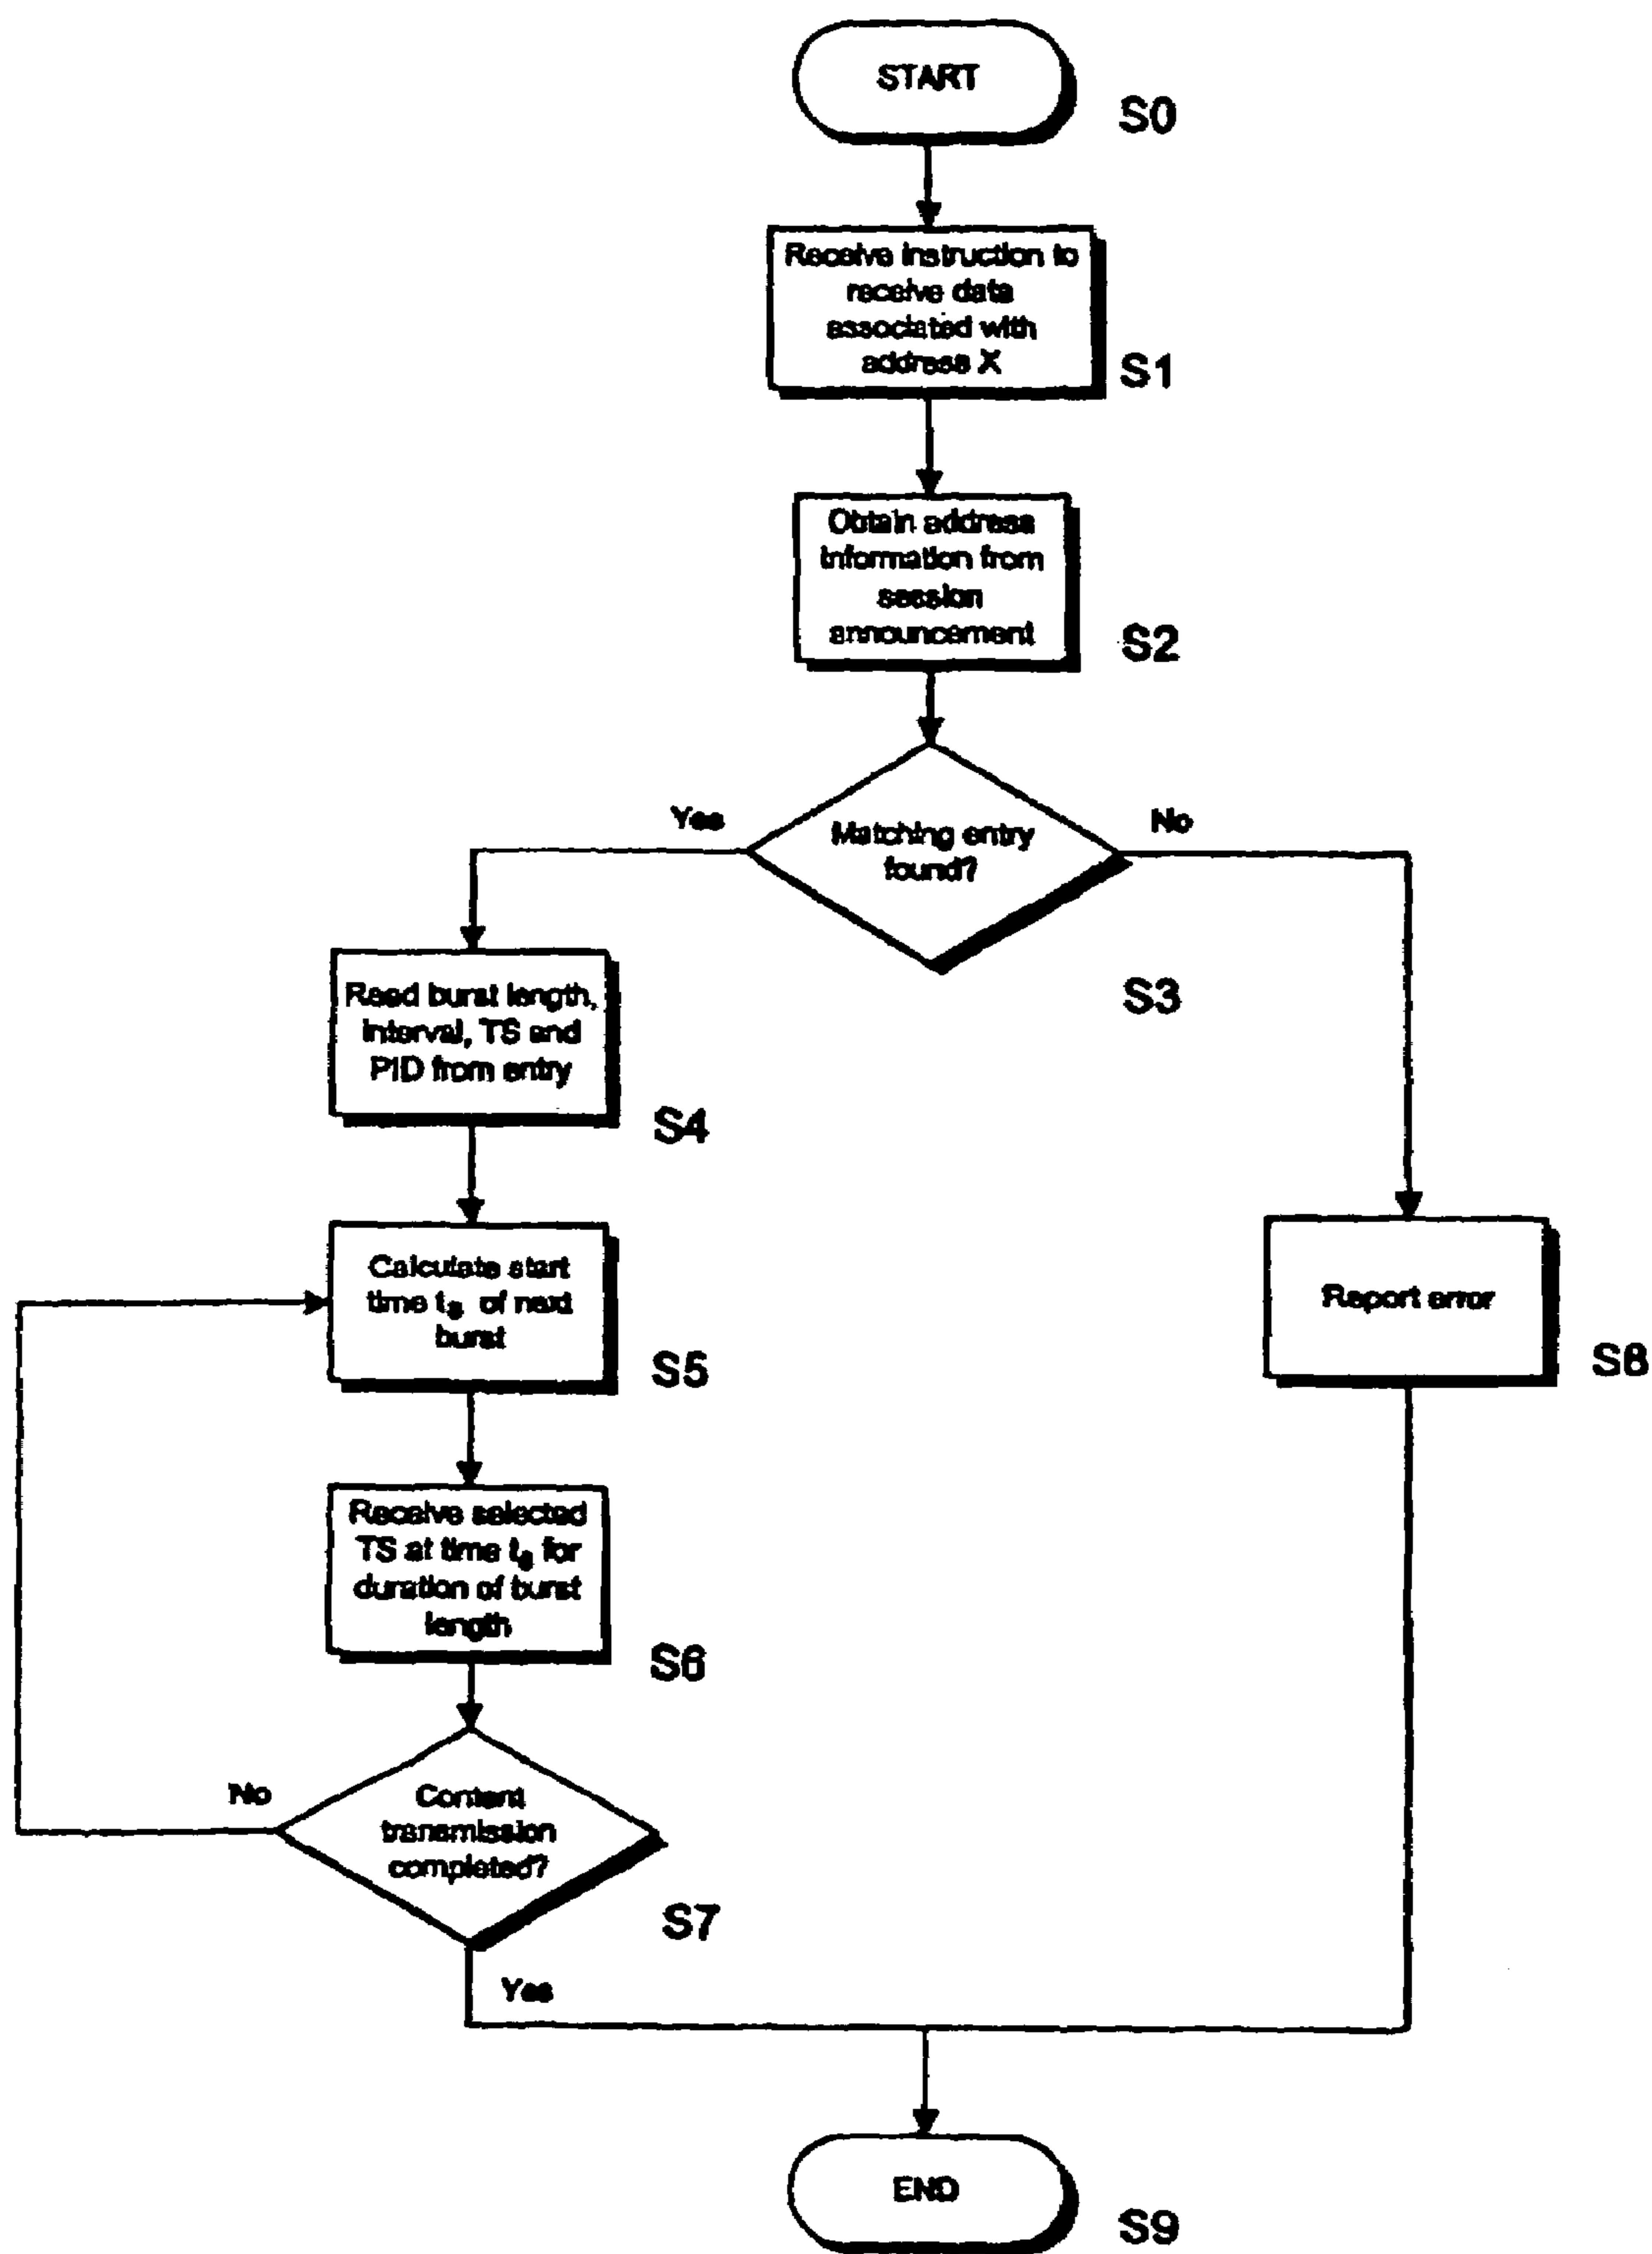 START
S0
Receive instruction to
receive data
associated with
address X
S1
Obtain address
information from
session
announcement
S2
Yes
Matching entry
found?
No
S3
Read burst length,
interval, TS and
PID from entry
S4
Calculate start
time ts of next
burst
S5
Report error
S8
Receive selected
TS at time ts for
duration of burst
length
S6
No
Content
transmission
completed?
S7
Yes
END
S9